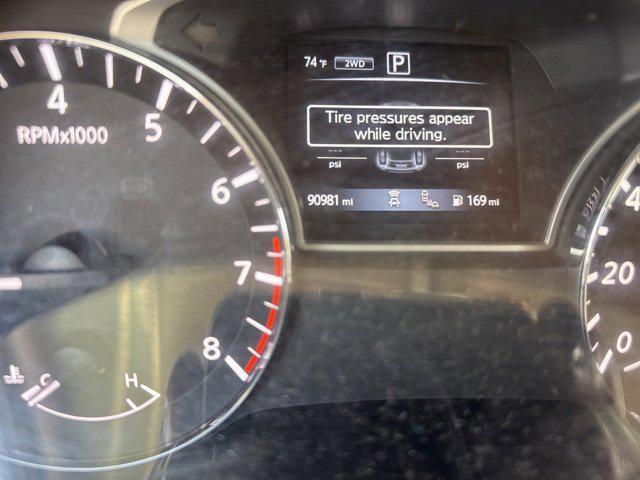 74°F 2WD P
Tire pressures appear
while driving.
--- ---
psi psi
90981 mi 169 mi
4
5
RPMx1000
6
7
8
C H
4
20
0